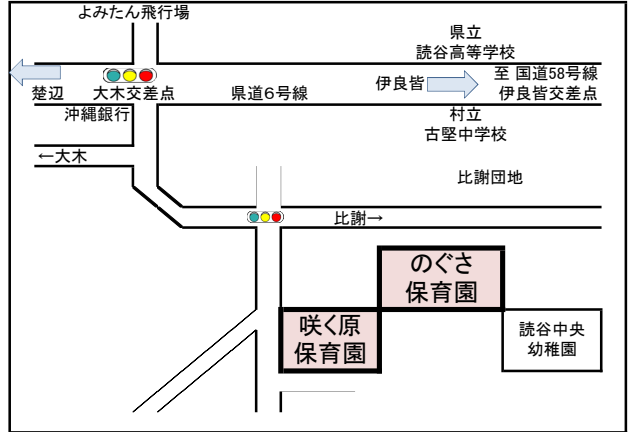 よみたん飛行場
県立
読谷高等学校
楚辺
大木交差点
県道6号線
伊良皆
至 国道58号線
伊良皆交差点
沖縄銀行
村立
古堅中学校
←大木
比謝団地
比謝→
のぐさ
保育園
咲く原
保育園
読谷中央
幼稚園